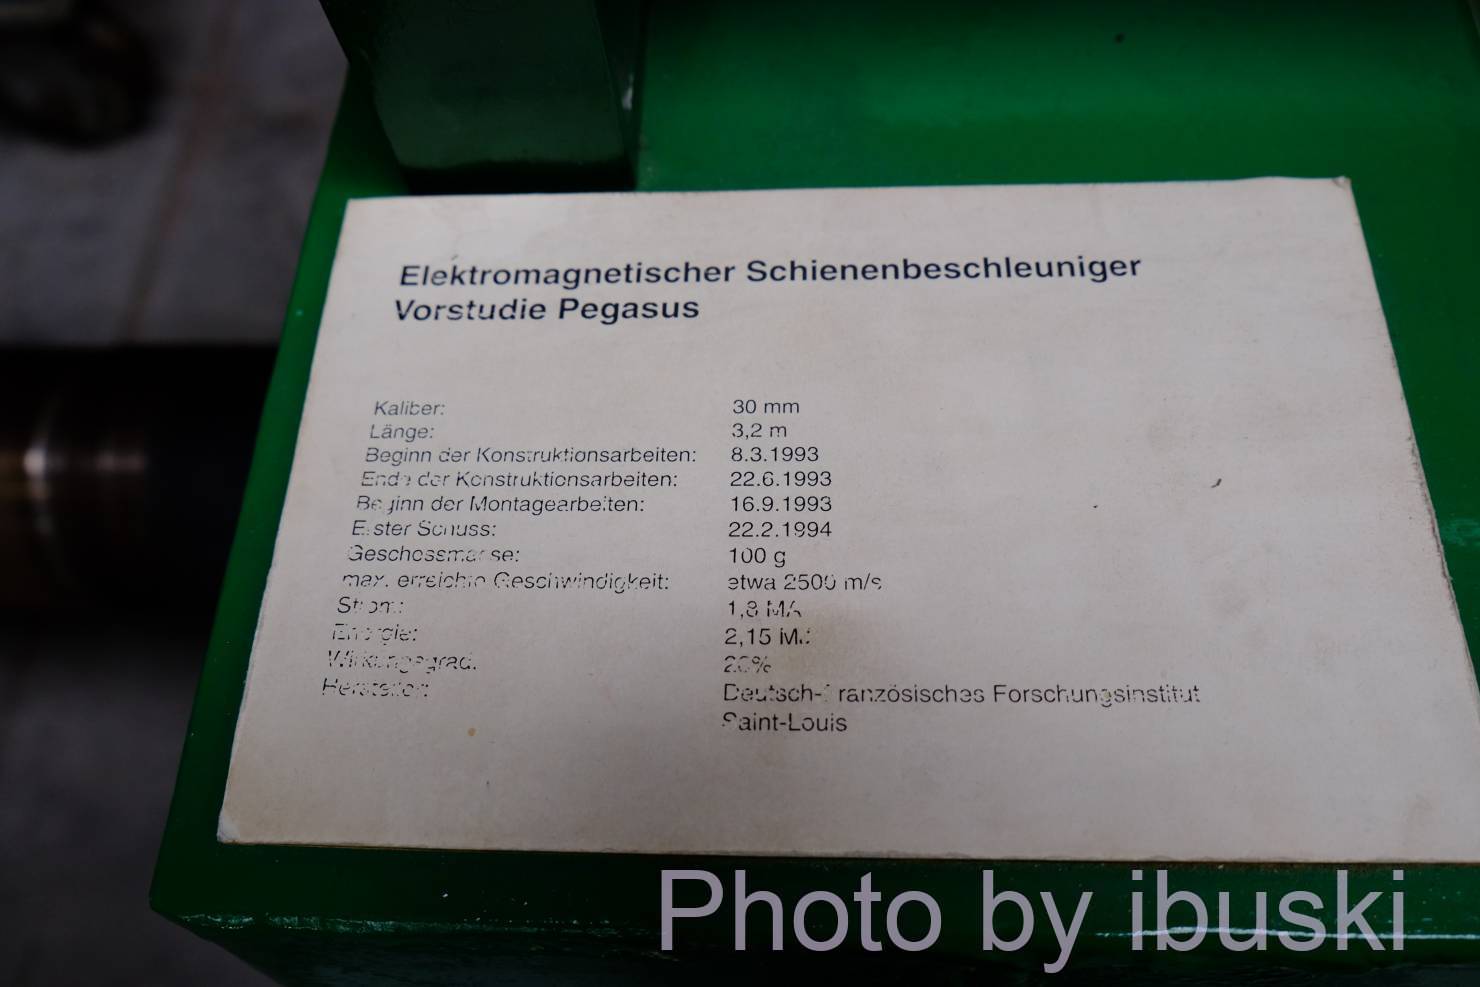 Elektromagnetischer Schienenbeschleuniger
Vorstudie Pegasus
Kaliber: 30 mm
Länge: 3,2 m
Beginn der Konstruktionsarbeiten: 8.3.1993
Ende der Konstruktionsarbeiten: 22.6.1993
Beginn der Montagearbeiten: 16.9.1993
Erster Schuss: 22.2.1994
Geschossmasse: 100 g
max. erreichte Geschwindigkeit: etwa 2500 m/s
Strom: 1,8 MA
Energie: 2,15 MJ
Wirkungsgrad:
Hersteller: Deutsch-Französisches Forschungsinstitut
Saint-Louis
Photo by ibuski